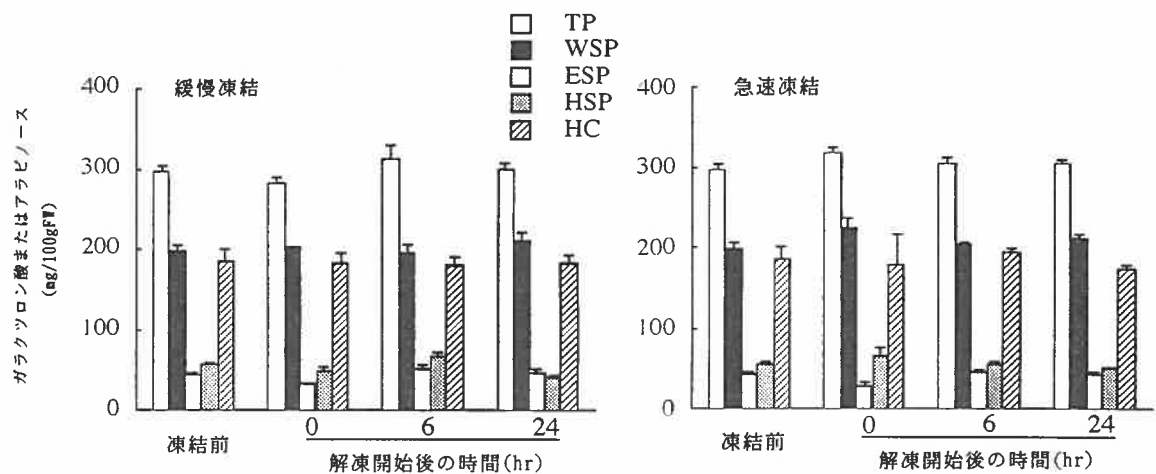 TP
WSP
ESP
HSP
HC
緩慢凍結
急速凍結
ガラクツロン酸またはアラビノース
(mg/100gFW)
400
300
200
100
0
凍結前
0
6
24
解凍開始後の時間(hr)
400
300
200
100
0
凍結前
0
6
24
解凍開始後の時間(hr)